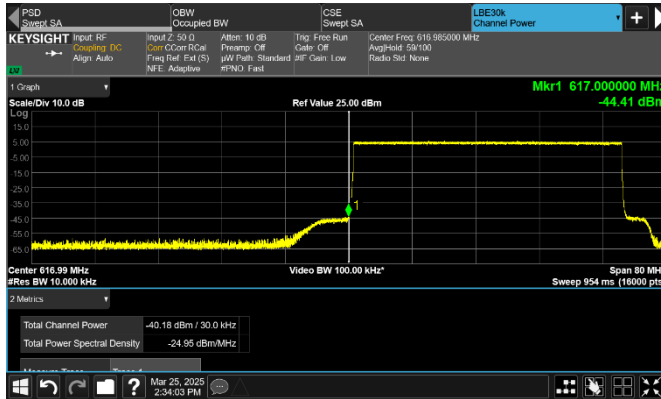 PSD
Swept SA
OBW
Occupied BW
CSE
Swept SA
LBE30k
Channel Power
KEYSIGHT
Input: RF
Coupling: DC
Align: Auto
Input Z: 50 Ω
Corr CCorr RCal
Freq Ref: Ext (S)
NFE: Adaptive
Atten: 10 dB
Preamp: Off
µW Path: Standard
#PNO: Fast
Trig: Free Run
Gate: Off
#IF Gain: Low
Center Freq: 616.985000 MHz
Avg|Hold: 59/100
Radio Std: None
LU
1 Graph
Mkr1 617.000000 MHz
Scale/Div 10.0 dB
Ref Value 25.00 dBm
-44.41 dBm
Log
15.0
5.00
-5.00
-15.0
-25.0
-35.0
-45.0
-55.0
-65.0
1
Center 616.99 MHz
Video BW 100.00 kHz*
Span 80 MH
#Res BW 10.000 kHz
Sweep 954 ms (16000 pts
2 Metrics
Total Channel Power
-40.18 dBm / 30.0 kHz
Total Power Spectral Density
-24.95 dBm/MHz
Mar 25, 2025
2:34:03 PM